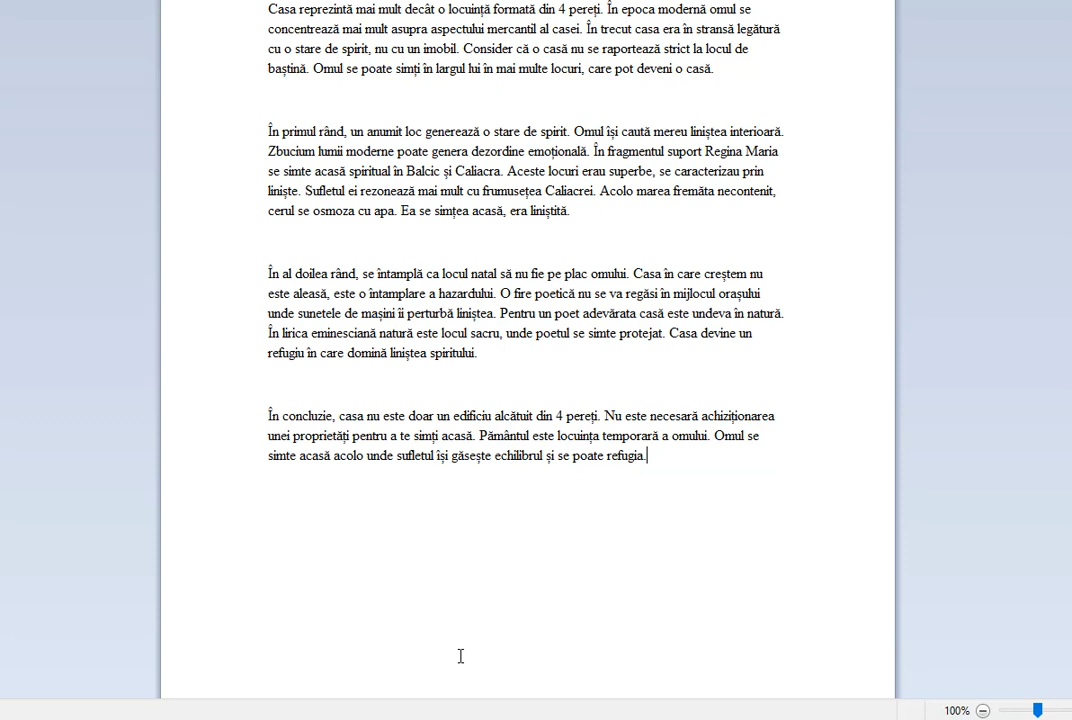 Casa reprezintă mai mult decât o locuință formată din 4 pereți. În epoca modernă omul se
concentrează mai mult asupra aspectului mercantil al casei. În trecut casa era în stransă legătură
cu o stare de spirit, nu cu un imobil. Consider că o casă nu se raportează strict la locul de
baștină. Omul se poate simți în largul lui în mai multe locuri, care pot deveni o casă.
În primul rând, un anumit loc generează o stare de spirit. Omul își caută mereu liniștea interioară.
Zbucium lumii moderne poate genera dezordine emoțională. În fragmentul suport Regina Maria
se simte acasă spiritual în Balcic și Caliacra. Aceste locuri erau superbe, se caracterizau prin
liniște. Sufletul ei rezonează mai mult cu frumusețea Caliacrei. Acolo marea fremăta necontenit,
cerul se osmoza cu apa. Ea se simțea acasă, era liniștită.
În al doilea rând, se întamplă ca locul natal să nu fie pe plac omului. Casa în care creștem nu
este aleasă, este o întamplare a hazardului. O fire poetică nu se va regăsi în mijlocul orașului
unde sunetele de mașini îi perturbă liniștea. Pentru un poet adevărata casă este undeva în natură.
În lirica eminesciană natură este locul sacru, unde poetul se simte protejat. Casa devine un
refugiu în care domină liniștea spiritului.
În concluzie, casa nu este doar un edificiu alcătuit din 4 pereți. Nu este necesară achiziționarea
unei proprietăți pentru a te simți acasă. Pământul este locuința temporară a omului. Omul se
simte acasă acolo unde sufletul își găsește echilibrul și se poate refugia.
100%